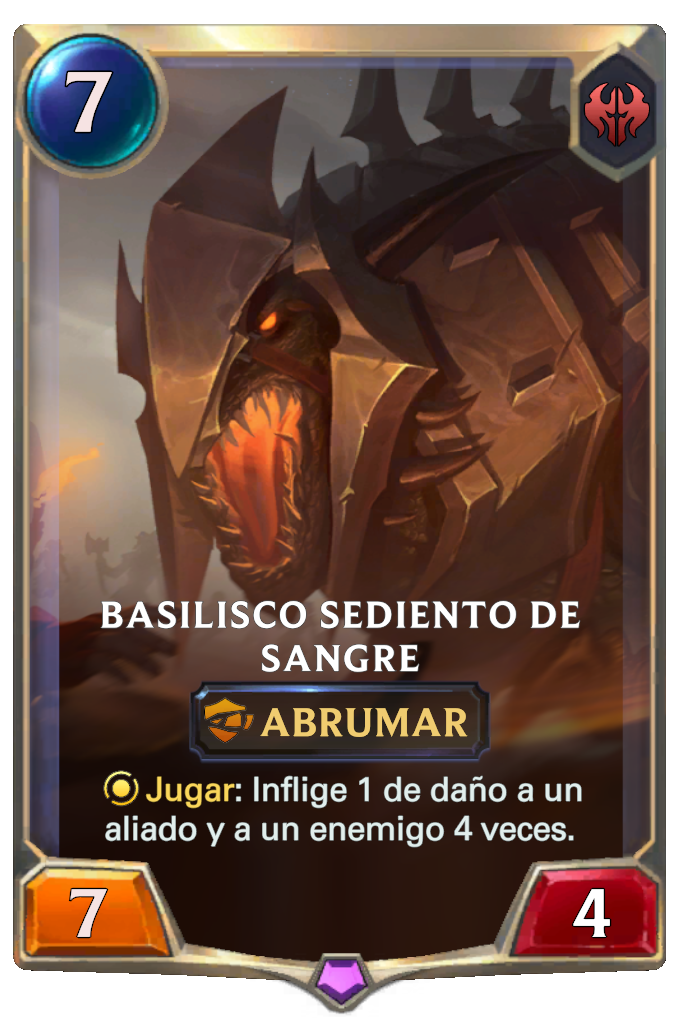 7
BASILISCO SEDIENTO DE
SANGRE
ABRUMAR
Jugar: Inflige 1 de daño a un
aliado y a un enemigo 4 veces.
7
4